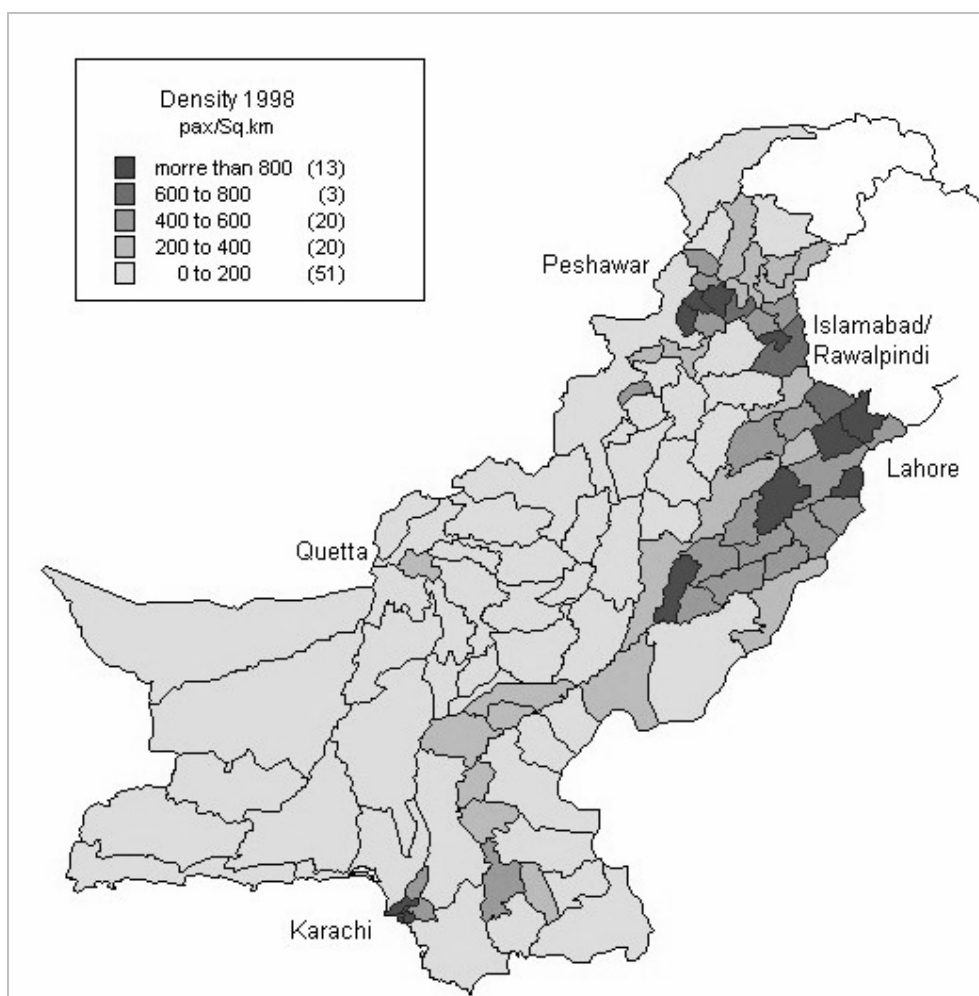 Density 1998
pax/Sq.km
morre than 800 (13)
600 to 800 (3)
400 to 600 (20)
200 to 400 (20)
0 to 200 (51)
Peshawar
Islamabad/
Rawalpindi
Lahore
Quetta
Karachi